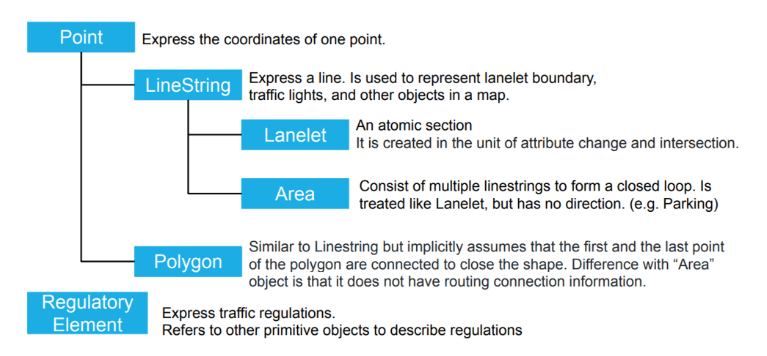 Point
Express the coordinates of one point.
LineString
Express a line. Is used to represent lanelet boundary,
traffic lights, and other objects in a map.
Lanelet
An atomic section
It is created in the unit of attribute change and intersection.
Area
Consist of multiple linestrings to form a closed loop. Is
treated like Lanelet, but has no direction. (e.g. Parking)
Polygon
Similar to Linestring but implicitly assumes that the first and the last point
of the polygon are connected to close the shape. Difference with “Area”
object is that it does not have routing connection information.
Regulatory
Element
Express traffic regulations.
Refers to other primitive objects to describe regulations